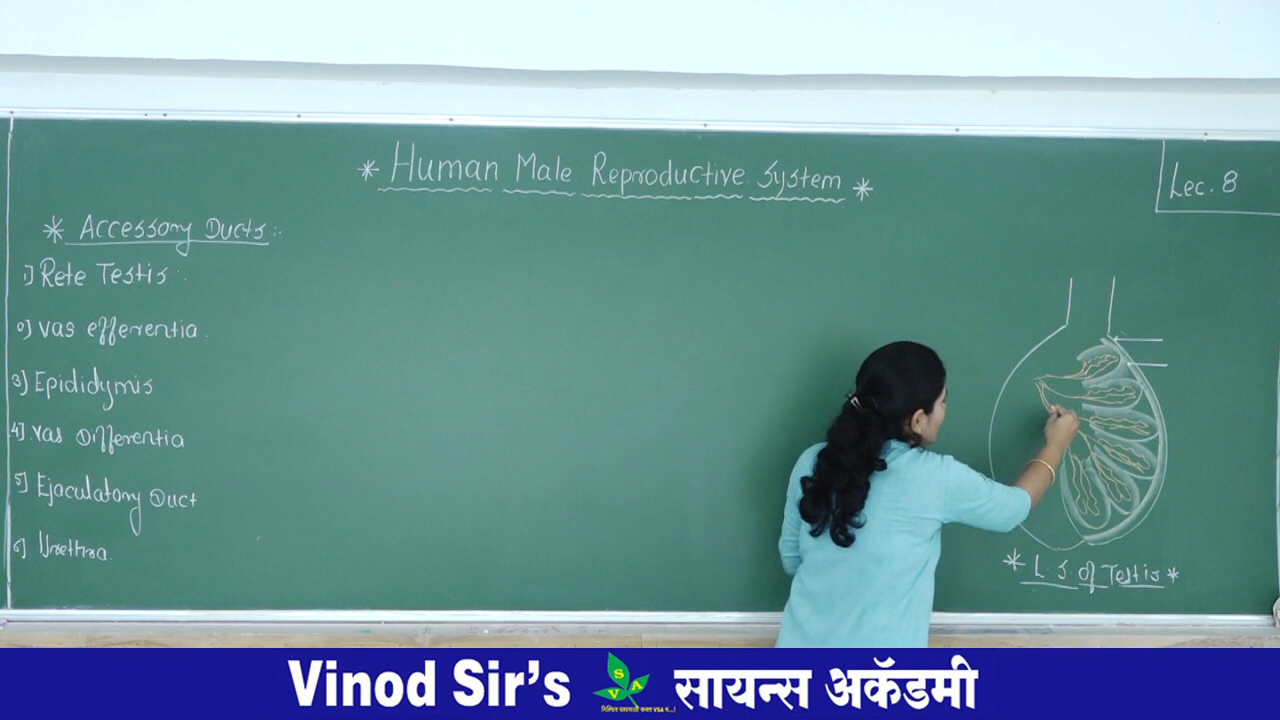 * Human Male Reproductive System *
Lec. 8
* Accessory Ducts :-
1] Rete Testis :-
2] Vas efferentia.
3] Epididymis
4] Vas Differentia
5] Ejaculatory Duct
6] Urethra.
* L S of Testis *
Vinod Sir's SVA सायन्स अकॅडमी